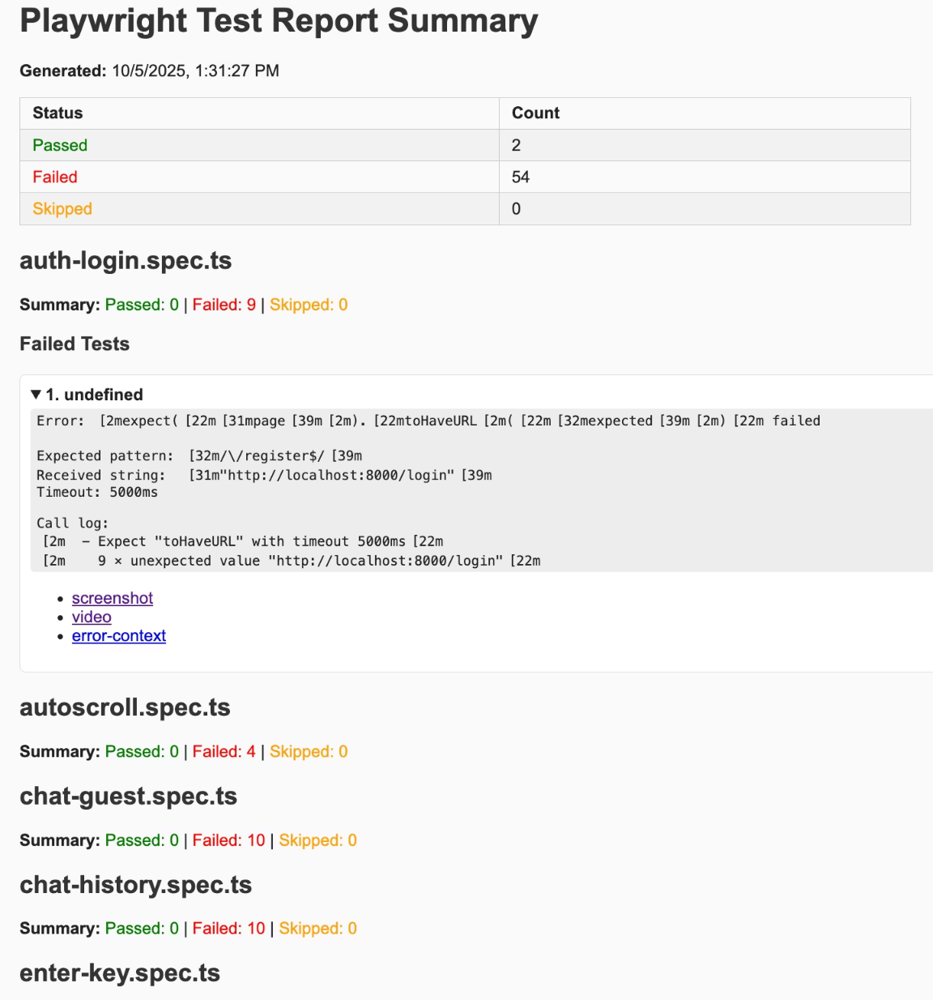 Playwright Test Report Summary
Generated: 10/5/2025, 1:31:27 PM
Status Count
Passed 2
Failed 54
Skipped 0
auth-login.spec.ts
Summary: Passed: 0 | Failed: 9 | Skipped: 0
Failed Tests
▼ 1. undefined
Error:  [2mexpect( [22m [31mpage [39m [2m). [22mtoHaveURL [2m( [22m [32mexpected [39m [2m) [22m failed
Expected pattern:  [32m/\/register$/ [39m
Received string:   [31m"http://localhost:8000/login" [39m
Timeout: 5000ms
Call log:
[2m  – Expect "toHaveURL" with timeout 5000ms [22m
[2m    9 × unexpected value "http://localhost:8000/login" [22m
• screenshot
• video
• error-context
autoscroll.spec.ts
Summary: Passed: 0 | Failed: 4 | Skipped: 0
chat-guest.spec.ts
Summary: Passed: 0 | Failed: 10 | Skipped: 0
chat-history.spec.ts
Summary: Passed: 0 | Failed: 10 | Skipped: 0
enter-key.spec.ts